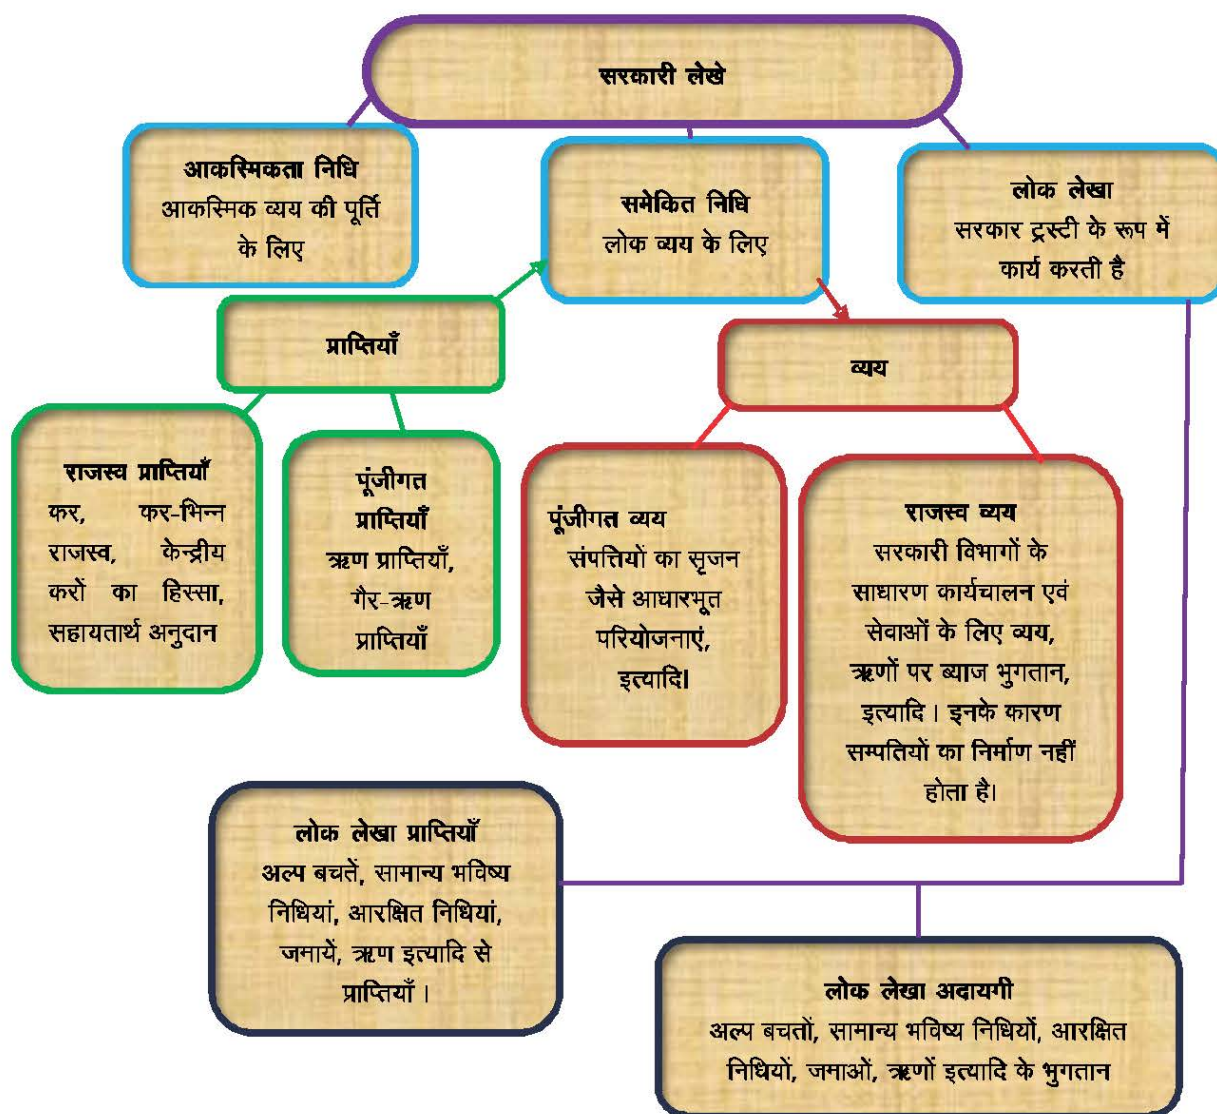 सरकारी लेखे
आकस्मिकता निधि
आकस्मिक व्यय की पूर्ति
के लिए
समेकित निधि
लोक व्यय के लिए
लोक लेखा
सरकार ट्रस्टी के रूप में
कार्य करती है
प्राप्तियाँ
व्यय
राजस्व प्राप्तियाँ
कर, कर-भिन्न
राजस्व, केन्द्रीय
करों का हिस्सा,
सहायतार्थ अनुदान
पूंजीगत
प्राप्तियाँ
ऋण प्राप्तियाँ,
गैर-ऋण
प्राप्तियाँ
पूंजीगत व्यय
संपत्तियों का सृजन
जैसे आधारभूत
परियोजनाएं,
इत्यादि।
राजस्व व्यय
सरकारी विभागों के
साधारण कार्यचालन एवं
सेवाओं के लिए व्यय,
ऋणों पर ब्याज भुगतान,
इत्यादि । इनके कारण
सम्पतियों का निर्माण नहीं
होता है।
लोक लेखा प्राप्तियाँ
अल्प बचतें, सामान्य भविष्य
निधियां, आरक्षित निधियां,
जमायें, ऋण इत्यादि से
प्राप्तियाँ ।
लोक लेखा अदायगी
अल्प बचतों, सामान्य भविष्य निधियों, आरक्षित
निधियों, जमाओं, ऋणों इत्यादि के भुगतान